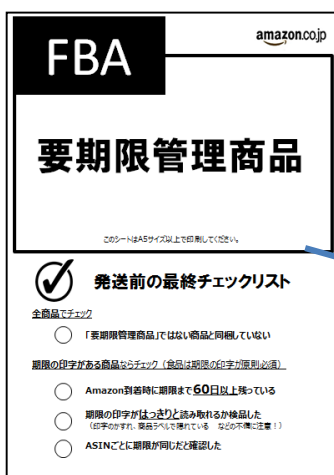 FBA
amazon.co.jp
要期限管理商品
このシートはA5サイズ以上で印刷してください。
発送前の最終チェックリスト
全商品でチェック
「要期限管理商品」ではない商品と同梱していない
期限の印字がある商品ならチェック（食品は期限の印字が原則必須）
Amazon到着時に期限まで60日以上残っている
期限の印字がはっきりと読み取れるか検品した
（印字のかすれ、商品ラベルで隠れている　などの不備に注意！）
ASINごとに期限が同じだと確認した